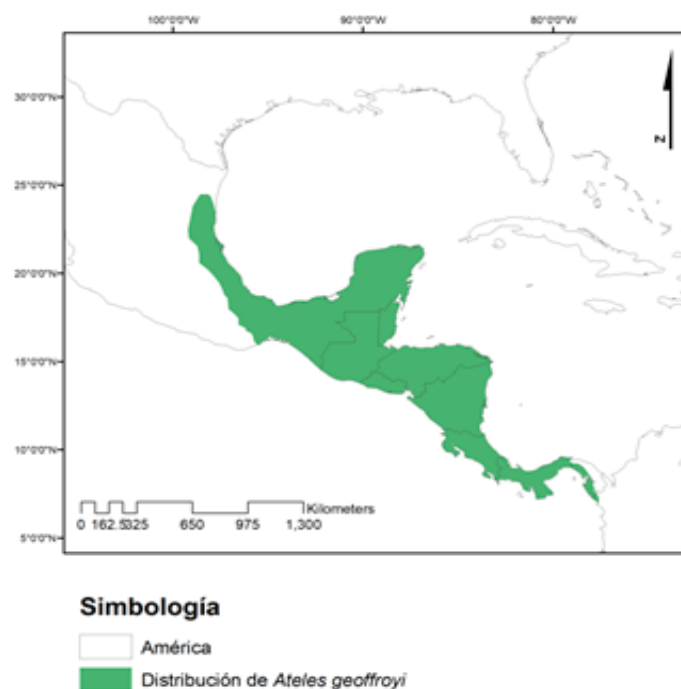 100°0'0"W 90°0'0"W 80°0'0"W
30°0'0"N
25°0'0"N
20°0'0"N
15°0'0"N
10°0'0"N
5°0'0"N
N
Kilometers
0 162.5 325 650 975 1,300
Simbología
América
Distribución de Ateles geoffroyi